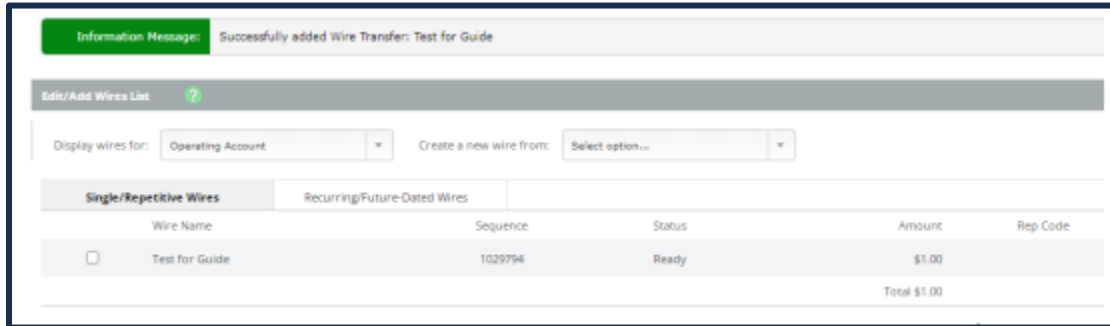 Information Message: Successfully added Wire Transfer: Test for Guide
Edit/Add Wires List ?
Display wires for: Operating Account Create a new wire from: Select option...
Single/Repetitive Wires Recurring/Future-Dated Wires
Wire Name Sequence Status Amount Rep Code
Test for Guide 1029794 Ready $1.00
Total $1.00